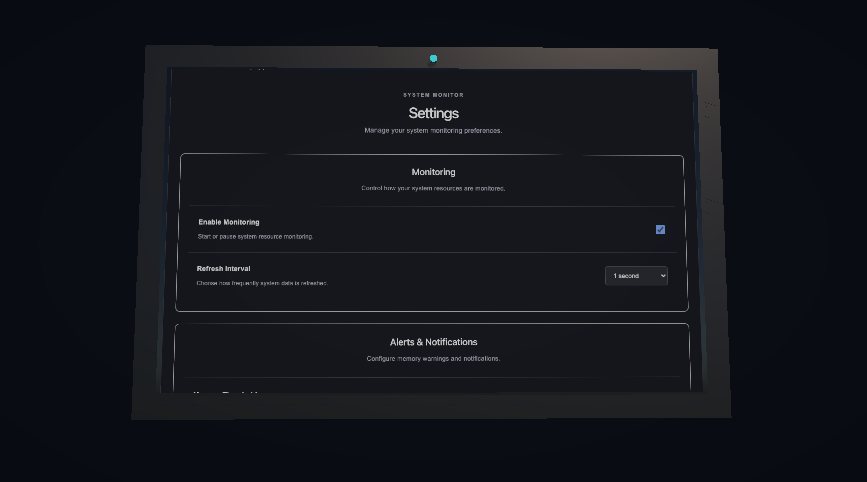 SYSTEM MONITOR
Settings
Manage your system monitoring preferences.
Monitoring
Control how your system resources are monitored.
Enable Monitoring
Start or pause system resource monitoring.
Refresh Interval
Choose how frequently system data is refreshed.
1 second
Alerts & Notifications
Configure memory warnings and notifications.